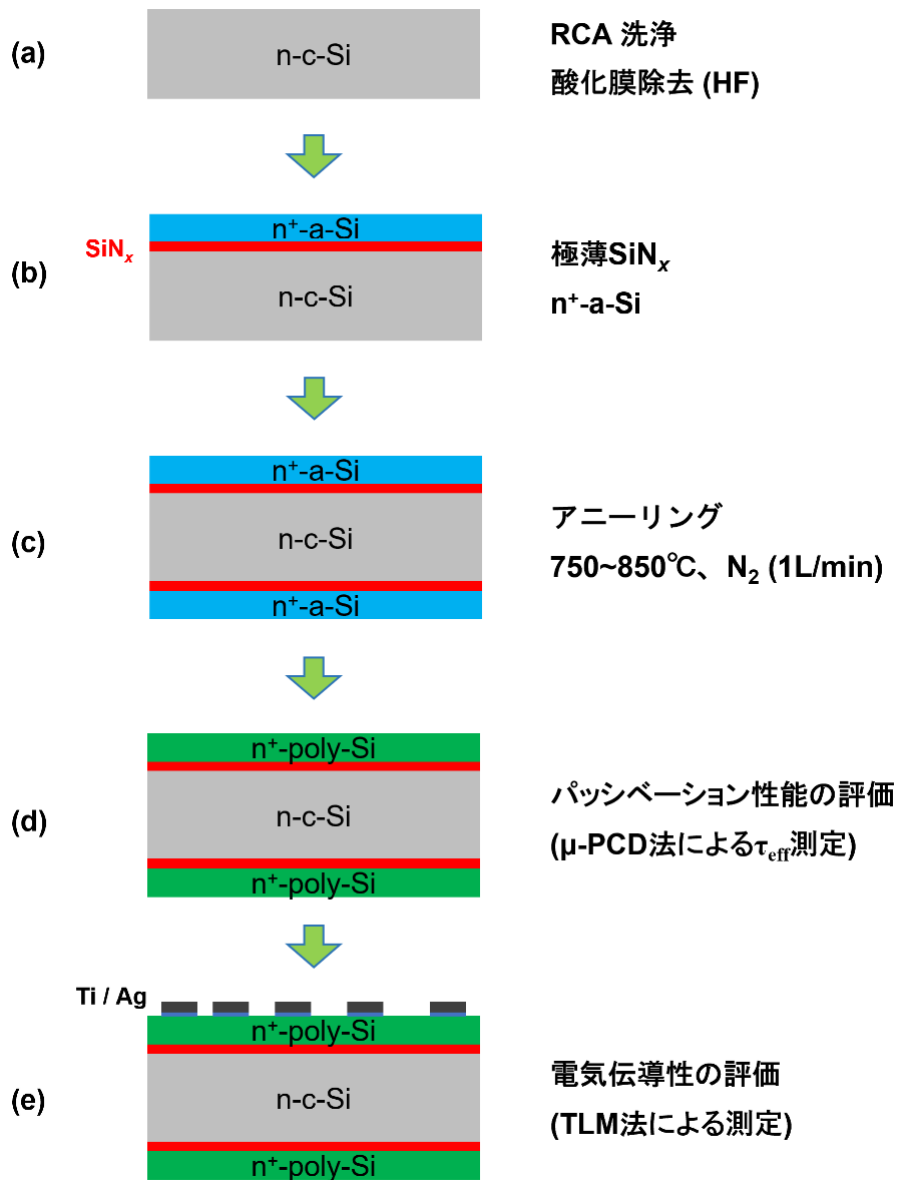 (a)
n-c-Si
RCA 洗浄
酸化膜除去 (HF)
n⁺-a-Si
SiNₓ
(b)
n-c-Si
極薄SiNₓ
n⁺-a-Si
n⁺-a-Si
(c)
n-c-Si
n⁺-a-Si
アニーリング
750~850℃、N₂ (1L/min)
n⁺-poly-Si
(d)
n-c-Si
n⁺-poly-Si
パッシベーション性能の評価
(μ-PCD法によるτeff測定)
Ti / Ag
n⁺-poly-Si
(e)
n-c-Si
n⁺-poly-Si
電気伝導性の評価
(TLM法による測定)